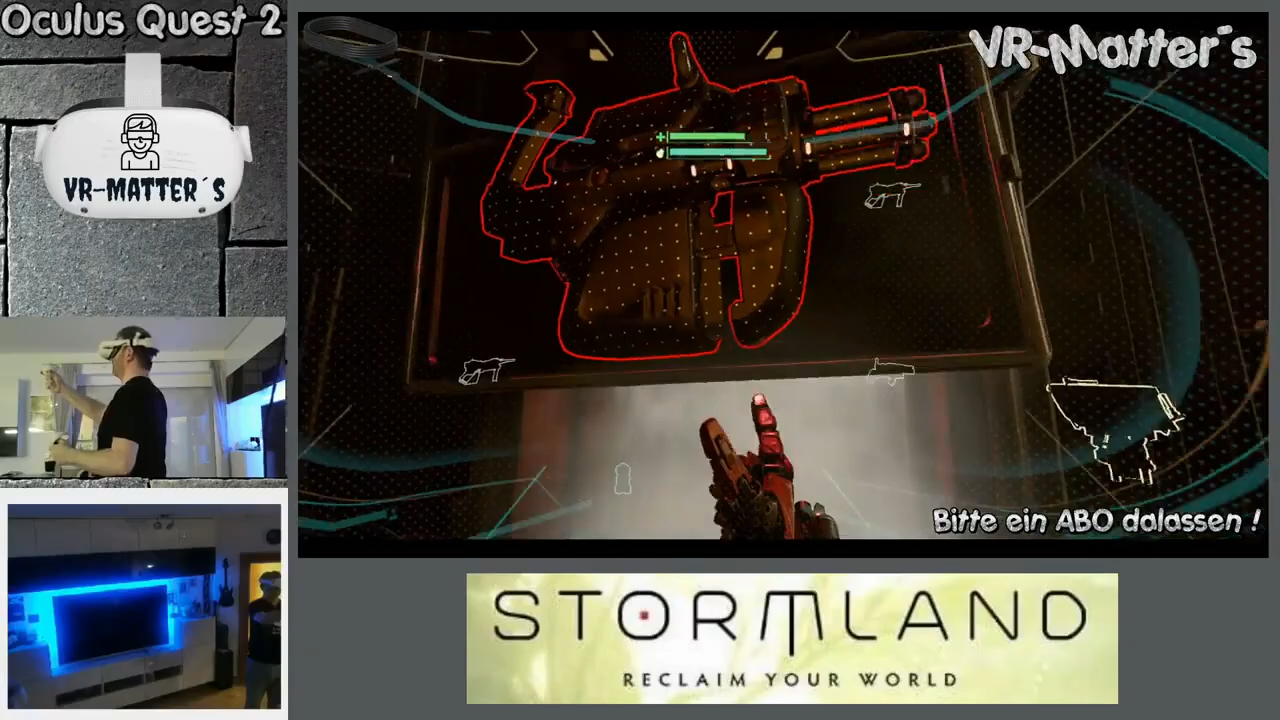 Oculus Quest 2
VR-MATTER´S
VR-Matter´s
Bitte ein ABO dalassen !
STORMLAND
RECLAIM YOUR WORLD